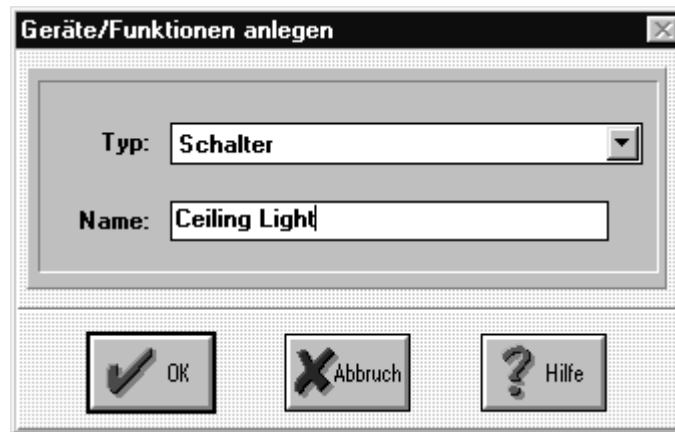 Geräte/Funktionen anlegen
Typ: Schalter
Name: Ceiling Light
OK Abbruch Hilfe